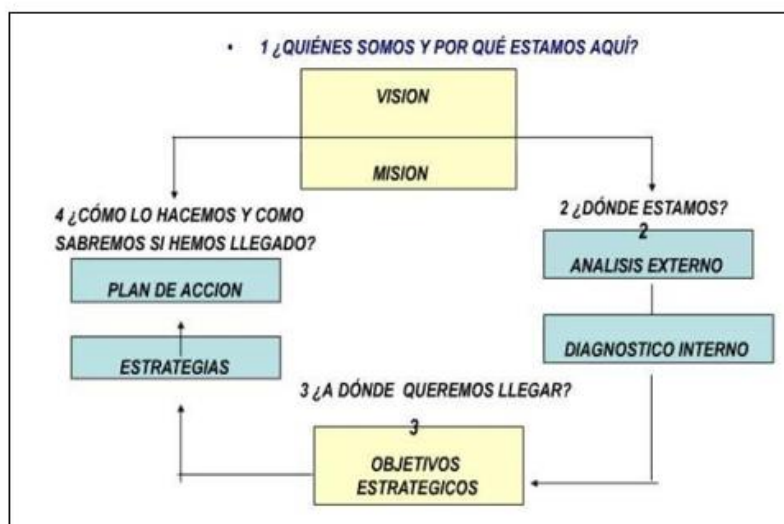 • 1 ¿QUIÉNES SOMOS Y POR QUÉ ESTAMOS AQUÍ?
VISION
MISION
2 ¿DÓNDE ESTAMOS?
2
ANALISIS EXTERNO
DIAGNOSTICO INTERNO
3 ¿A DÓNDE QUEREMOS LLEGAR?
3
OBJETIVOS
ESTRATEGICOS
4 ¿CÓMO LO HACEMOS Y COMO
SABREMOS SI HEMOS LLEGADO?
PLAN DE ACCION
ESTRATEGIAS